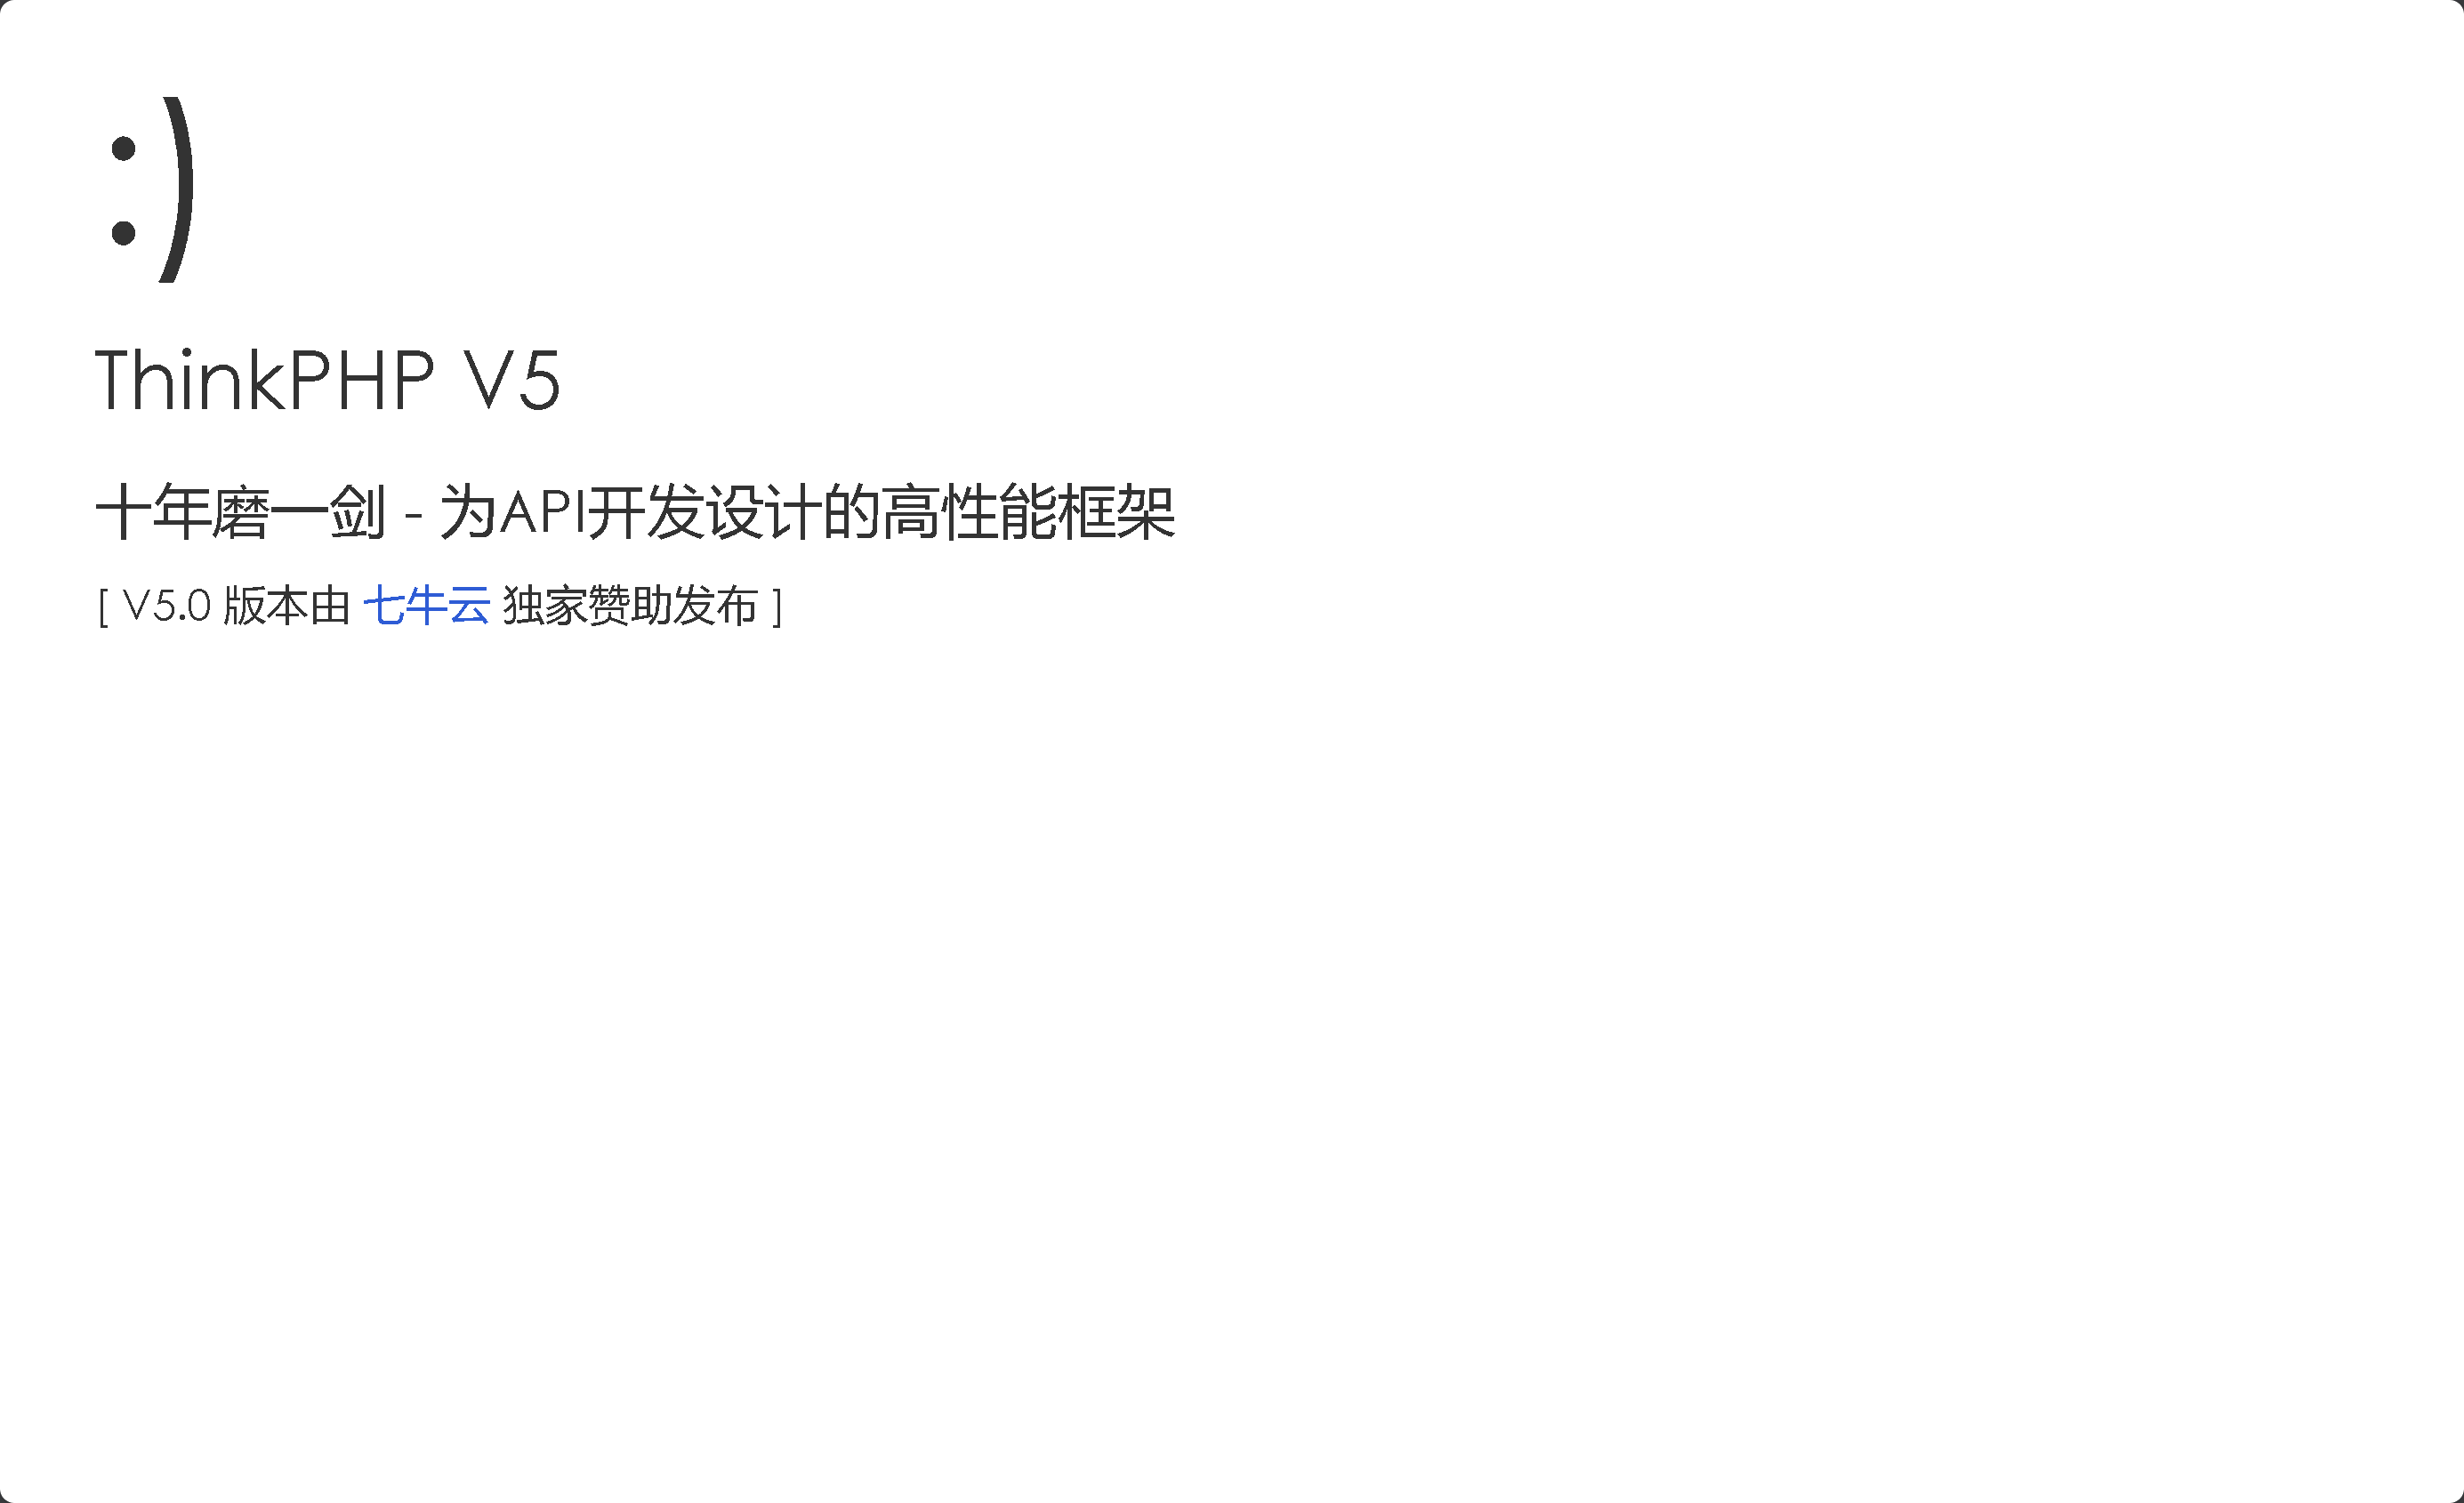 :)
ThinkPHP V5
十年磨一剑 - 为API开发设计的高性能框架
[ V5.0 版本由 七牛云 独家赞助发布 ]